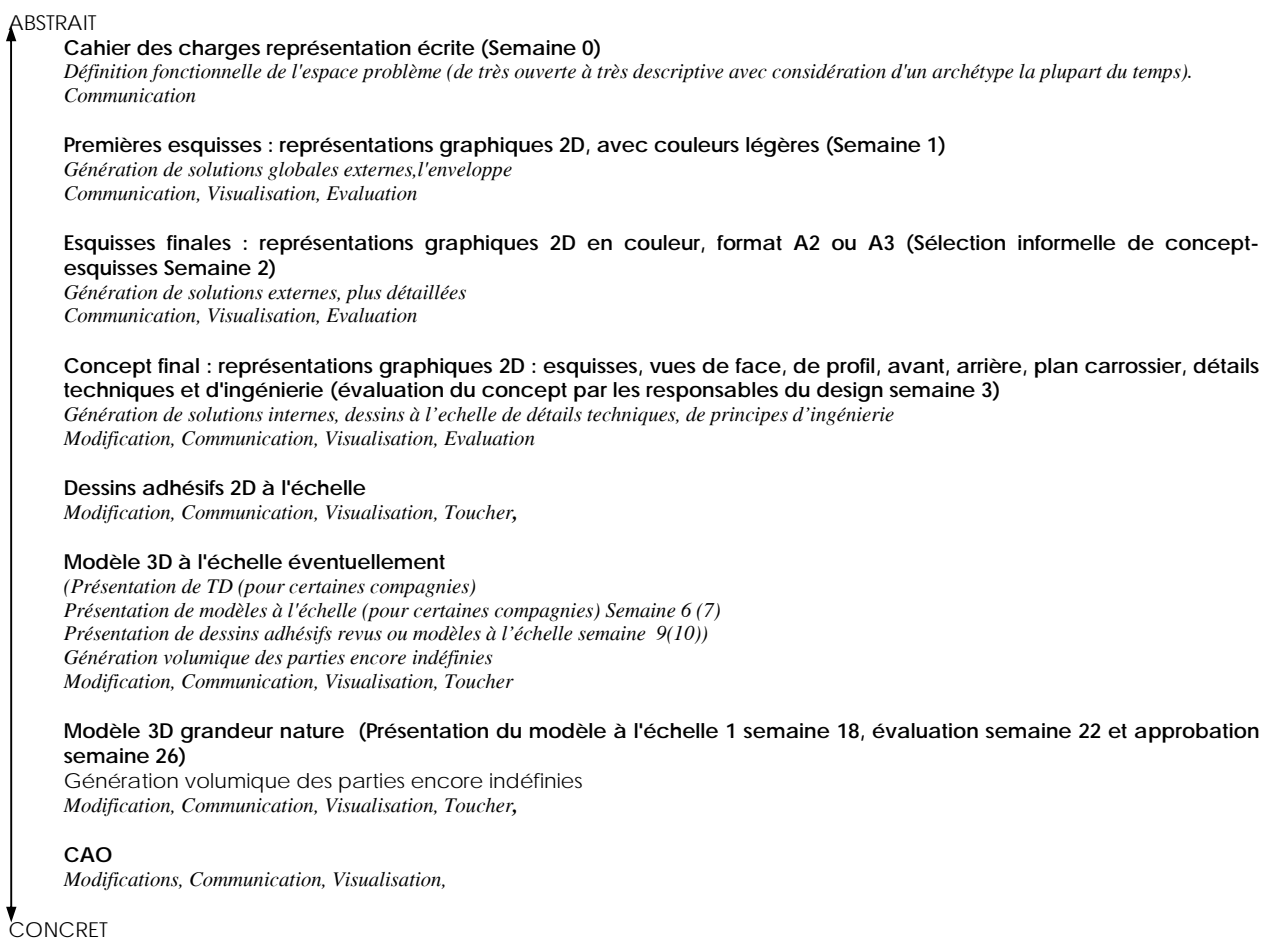 ABSTRAIT
Cahier des charges représentation écrite (Semaine 0)
Définition fonctionnelle de l'espace problème (de très ouverte à très descriptive avec considération d'un archétype la plupart du temps).
Communication
Premières esquisses : représentations graphiques 2D, avec couleurs légères (Semaine 1)
Génération de solutions globales externes,l'enveloppe
Communication, Visualisation, Evaluation
Esquisses finales : représentations graphiques 2D en couleur, format A2 ou A3 (Sélection informelle de concept-
esquisses Semaine 2)
Génération de solutions externes, plus détaillées
Communication, Visualisation, Evaluation
Concept final : représentations graphiques 2D : esquisses, vues de face, de profil, avant, arrière, plan carrossier, détails
techniques et d'ingénierie (évaluation du concept par les responsables du design semaine 3)
Génération de solutions internes, dessins à l’echelle de détails techniques, de principes d’ingénierie
Modification, Communication, Visualisation, Evaluation
Dessins adhésifs 2D à l'échelle
Modification, Communication, Visualisation, Toucher,
Modèle 3D à l'échelle éventuellement
(Présentation de TD (pour certaines compagnies)
Présentation de modèles à l'échelle (pour certaines compagnies) Semaine 6 (7)
Présentation de dessins adhésifs revus ou modèles à l’échelle semaine 9(10))
Génération volumique des parties encore indéfinies
Modification, Communication, Visualisation, Toucher
Modèle 3D grandeur nature (Présentation du modèle à l'échelle 1 semaine 18, évaluation semaine 22 et approbation
semaine 26)
Génération volumique des parties encore indéfinies
Modification, Communication, Visualisation, Toucher,
CAO
Modifications, Communication, Visualisation,
CONCRET